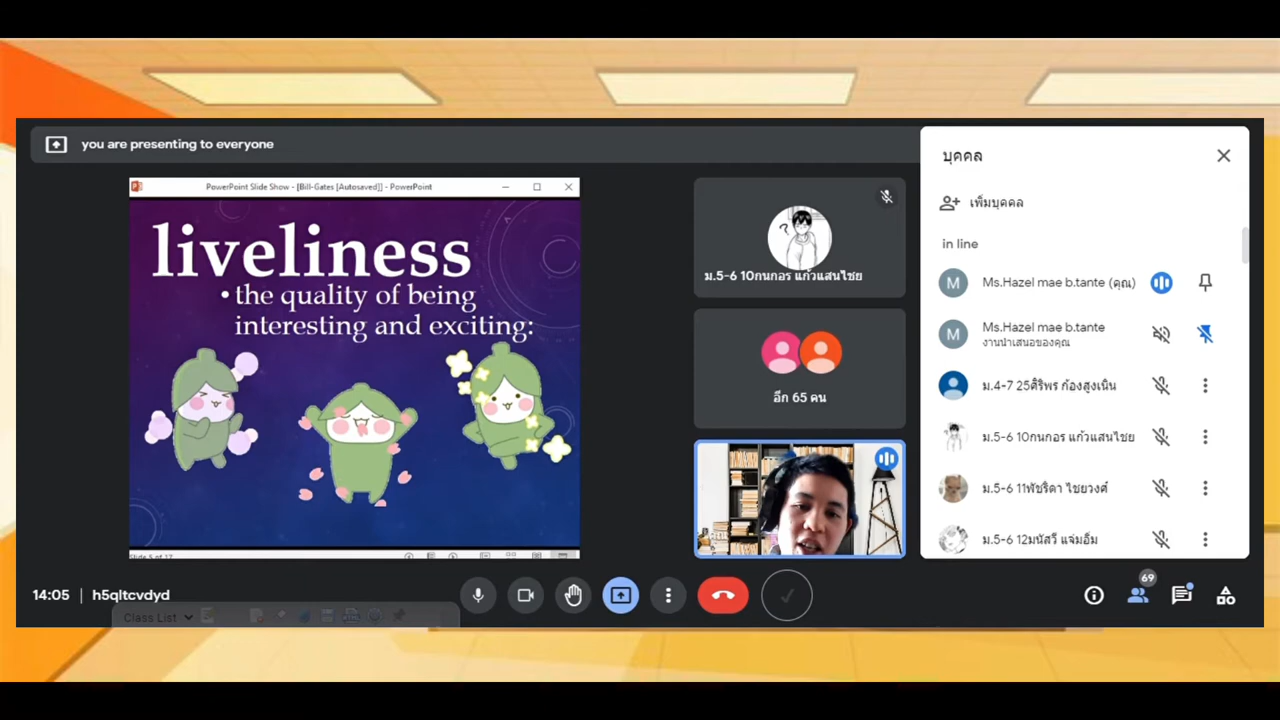 you are presenting to everyone
PowerPoint Slide Show - [Bill-Gates [Autosaved]] - PowerPoint
liveliness
• the quality of being
interesting and exciting:
Slide 5 of 17
ม.5-6 10กนกอร แก้วแสนไชย
อีก 65 คน
บุคคล
เพิ่มบุคคล
in line
M
Ms.Hazel mae b.tante (คุณ)
M
Ms.Hazel mae b.tante
งานนำเสนอของคุณ
ม.4-7 25ศิริพร ก้องสูงเนิน
ม.5-6 10กนกอร แก้วแสนไชย
ม.5-6 11พัชริดา ไชยวงศ์
ม.5-6 12มนัสวี แจ่มอิ่ม
14:05 | h5qltcvdyd
69
Class List